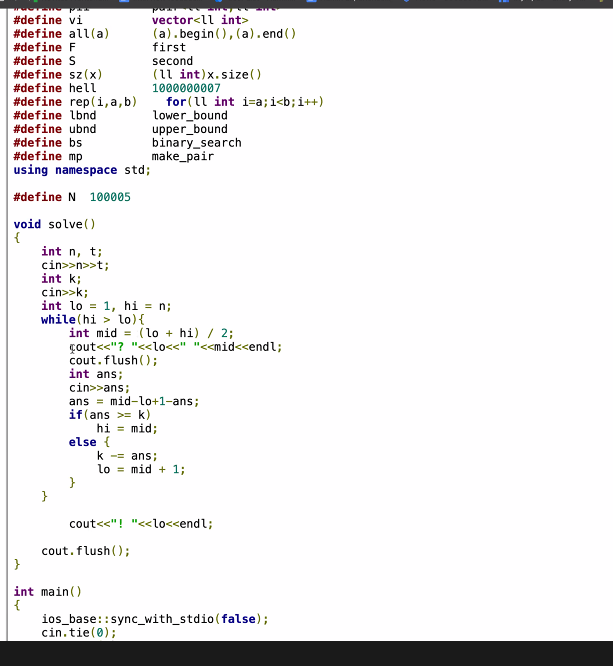 #define vi           vector<ll int>
#define all(a)      (a).begin(),(a).end()
#define F            first
#define S            second
#define sz(x)       (ll int)x.size()
#define hell         1000000007
#define rep(i,a,b)    for(ll int i=a;i<b;i++)
#define lbnd        lower_bound
#define ubnd        upper_bound
#define bs           binary_search
#define mp           make_pair
using namespace std;
#define N  100005
void solve()
{
    int n, t;
    cin>>n>>t;
    int k;
    cin>>k;
    int lo = 1, hi = n;
    while(hi > lo){
        int mid = (lo + hi) / 2;
        cout<<"? "<<lo<<" "<<mid<<endl;
        cout.flush();
        int ans;
        cin>>ans;
        ans = mid-lo+1-ans;
        if(ans >= k)
            hi = mid;
        else {
            k -= ans;
            lo = mid + 1;
        }
    }
        cout<<"! "<<lo<<endl;
    cout.flush();
}
int main()
{
    ios_base::sync_with_stdio(false);
    cin.tie(0);